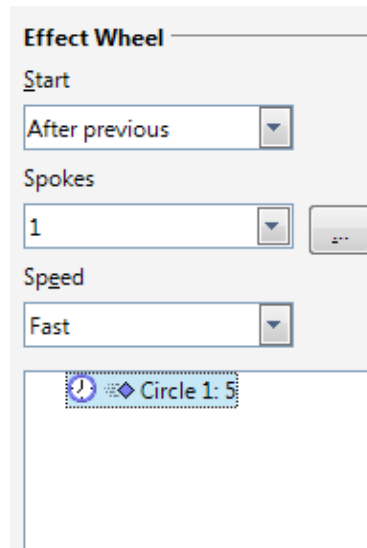 Effect Wheel
Start
After previous
Spokes
1
...
Speed
Fast
Circle 1: 5